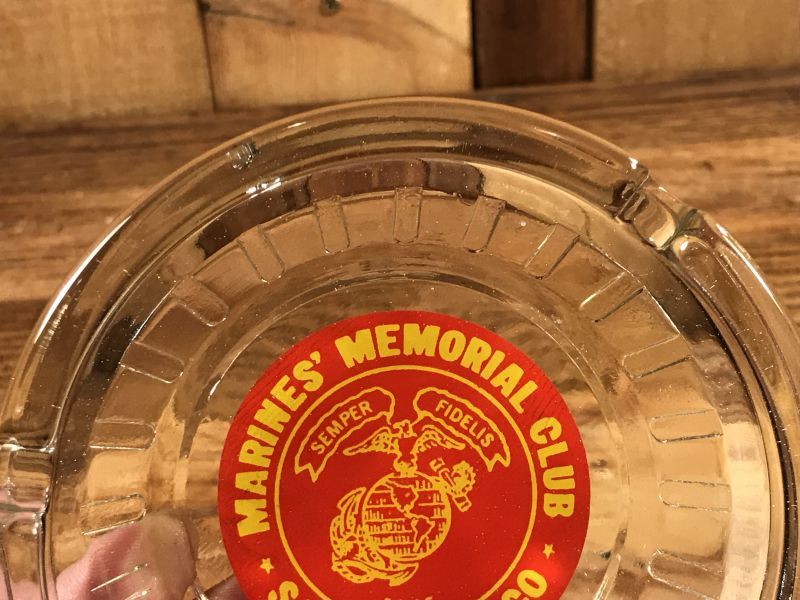 MARINES' MEMORIAL CLUB
SEMPER FIDELIS